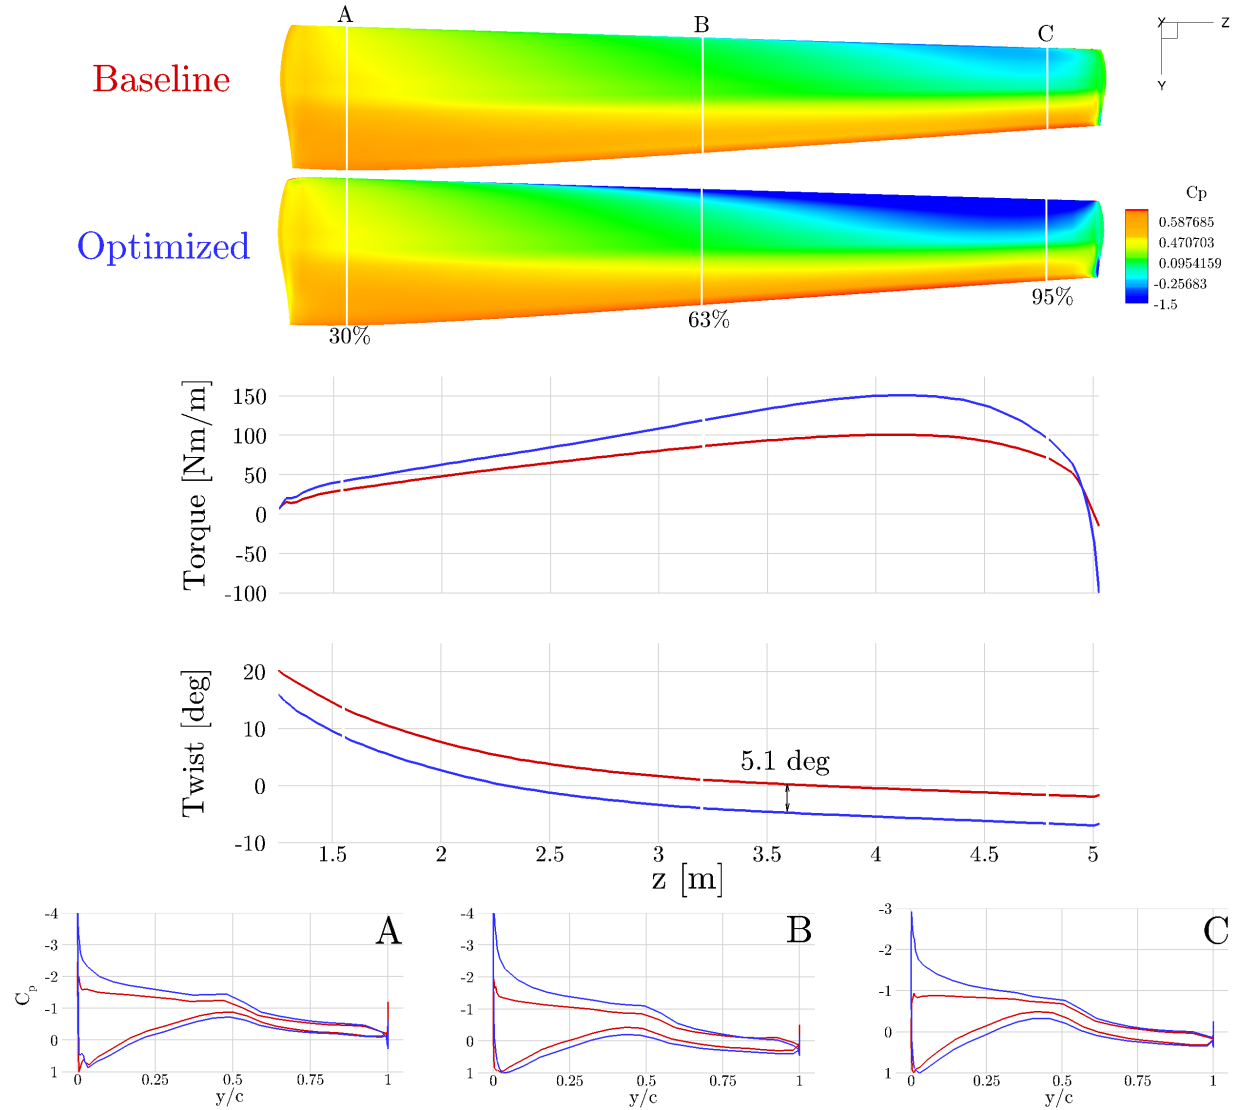 A
B
C
Y
X
Z
Y
Baseline
Optimized
Cp
0.587685
0.470703
0.0954159
-0.25683
-1.5
30%
63%
95%
Torque [Nm/m]
150
100
50
0
-50
-100
Twist [deg]
20
10
0
-10
5.1 deg
1.5
2
2.5
3
3.5
4
4.5
5
z [m]
A
Cp
-4
-3
-2
-1
0
1
0
0.25
0.5
0.75
1
y/c
B
-4
-3
-2
-1
0
1
0
0.25
0.5
0.75
1
y/c
C
-3
-2
-1
0
1
0
0.25
0.5
0.75
1
y/c